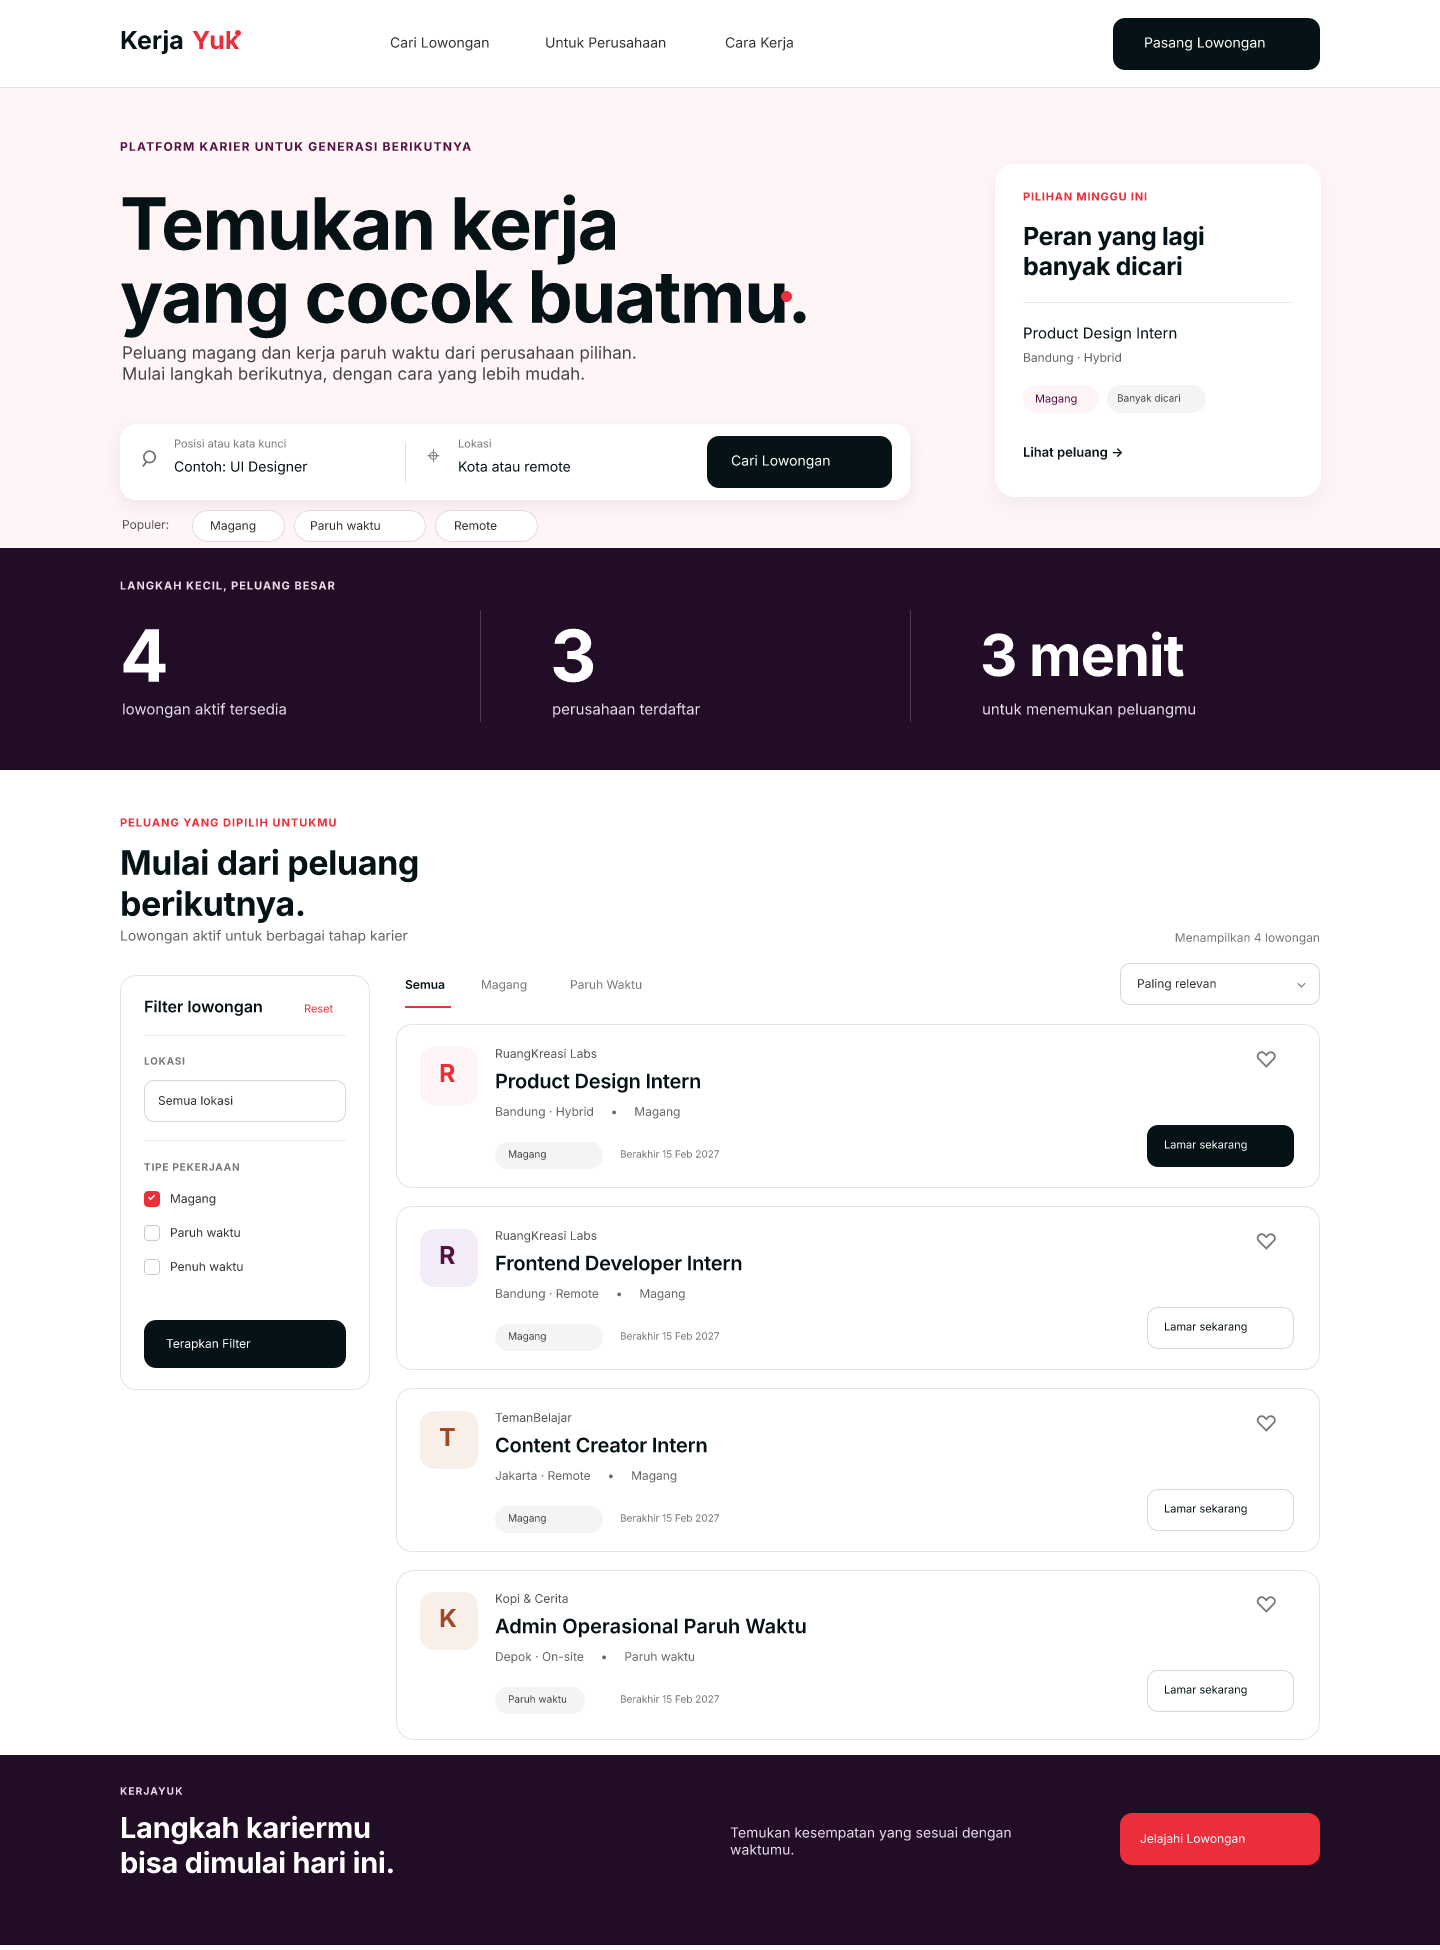 Kerja Yuk
Cari Lowongan
Untuk Perusahaan
Cara Kerja
Pasang Lowongan
PLATFORM KARIER UNTUK GENERASI BERIKUTNYA
Temukan kerja
yang cocok buatmu.
Peluang magang dan kerja paruh waktu dari perusahaan pilihan.
Mulai langkah berikutnya, dengan cara yang lebih mudah.
Posisi atau kata kunci
Contoh: UI Designer
Lokasi
Kota atau remote
Cari Lowongan
Populer:
Magang
Paruh waktu
Remote
PILIHAN MINGGU INI
Peran yang lagi
banyak dicari
Product Design Intern
Bandung · Hybrid
Magang
Banyak dicari
Lihat peluang →
LANGKAH KECIL, PELUANG BESAR
4
lowongan aktif tersedia
3
perusahaan terdaftar
3 menit
untuk menemukan peluangmu
PELUANG YANG DIPILIH UNTUKMU
Mulai dari peluang
berikutnya.
Lowongan aktif untuk berbagai tahap karier
Menampilkan 4 lowongan
Filter lowongan
Reset
LOKASI
Semua lokasi
TIPE PEKERJAAN
Magang
Paruh waktu
Penuh waktu
Terapkan Filter
Semua
Magang
Paruh Waktu
Paling relevan
R
RuangKreasi Labs
Product Design Intern
Bandung · Hybrid • Magang
Magang
Berakhir 15 Feb 2027
Lamar sekarang
R
RuangKreasi Labs
Frontend Developer Intern
Bandung · Remote • Magang
Magang
Berakhir 15 Feb 2027
Lamar sekarang
T
TemanBelajar
Content Creator Intern
Jakarta · Remote • Magang
Magang
Berakhir 15 Feb 2027
Lamar sekarang
K
Kopi & Cerita
Admin Operasional Paruh Waktu
Depok · On-site • Paruh waktu
Paruh waktu
Berakhir 15 Feb 2027
Lamar sekarang
KERJAYUK
Langkah kariermu
bisa dimulai hari ini.
Temukan kesempatan yang sesuai dengan
waktumu.
Jelajahi Lowongan